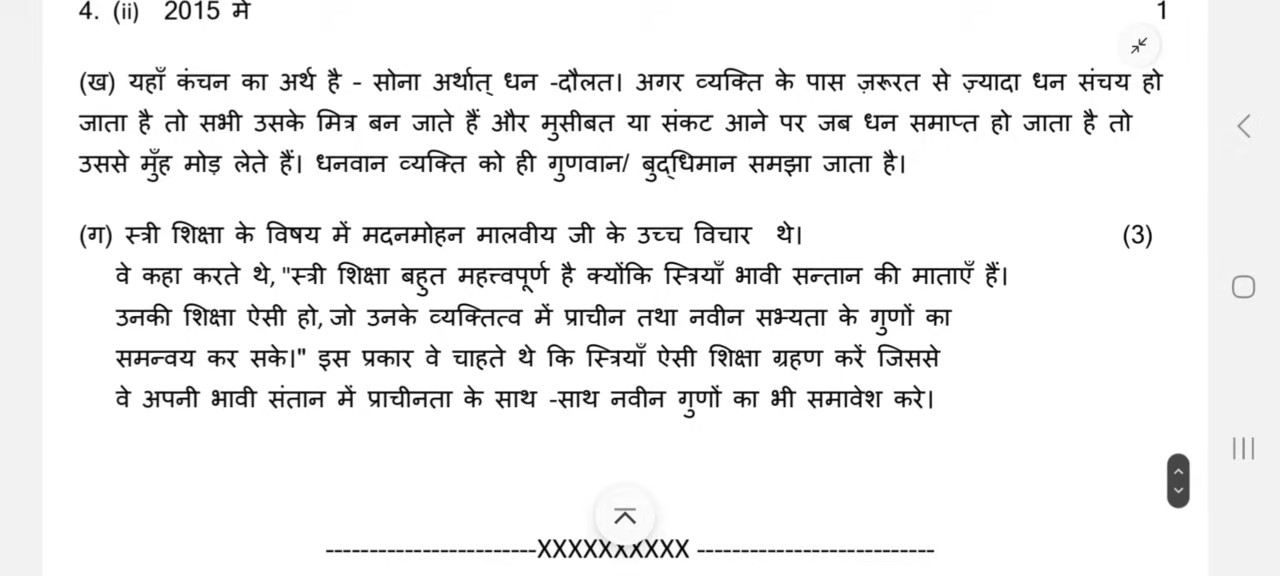 4. (ii) 2015 में 1
(ख) यहाँ कंचन का अर्थ है - सोना अर्थात् धन -दौलत। अगर व्यक्ति के पास ज़रूरत से ज़्यादा धन संचय हो
जाता है तो सभी उसके मित्र बन जाते हैं और मुसीबत या संकट आने पर जब धन समाप्त हो जाता है तो
उससे मुँह मोड़ लेते हैं। धनवान व्यक्ति को ही गुणवान/ बुद्धिमान समझा जाता है।
(ग) स्त्री शिक्षा के विषय में मदनमोहन मालवीय जी के उच्च विचार थे। (3)
वे कहा करते थे, "स्त्री शिक्षा बहुत महत्त्वपूर्ण है क्योंकि स्त्रियाँ भावी सन्तान की माताएँ हैं।
उनकी शिक्षा ऐसी हो, जो उनके व्यक्तित्व में प्राचीन तथा नवीन सभ्यता के गुणों का
समन्वय कर सके।" इस प्रकार वे चाहते थे कि स्त्रियाँ ऐसी शिक्षा ग्रहण करें जिससे
वे अपनी भावी संतान में प्राचीनता के साथ -साथ नवीन गुणों का भी समावेश करे।
------------------------XXXXXXXXXX ---------------------------